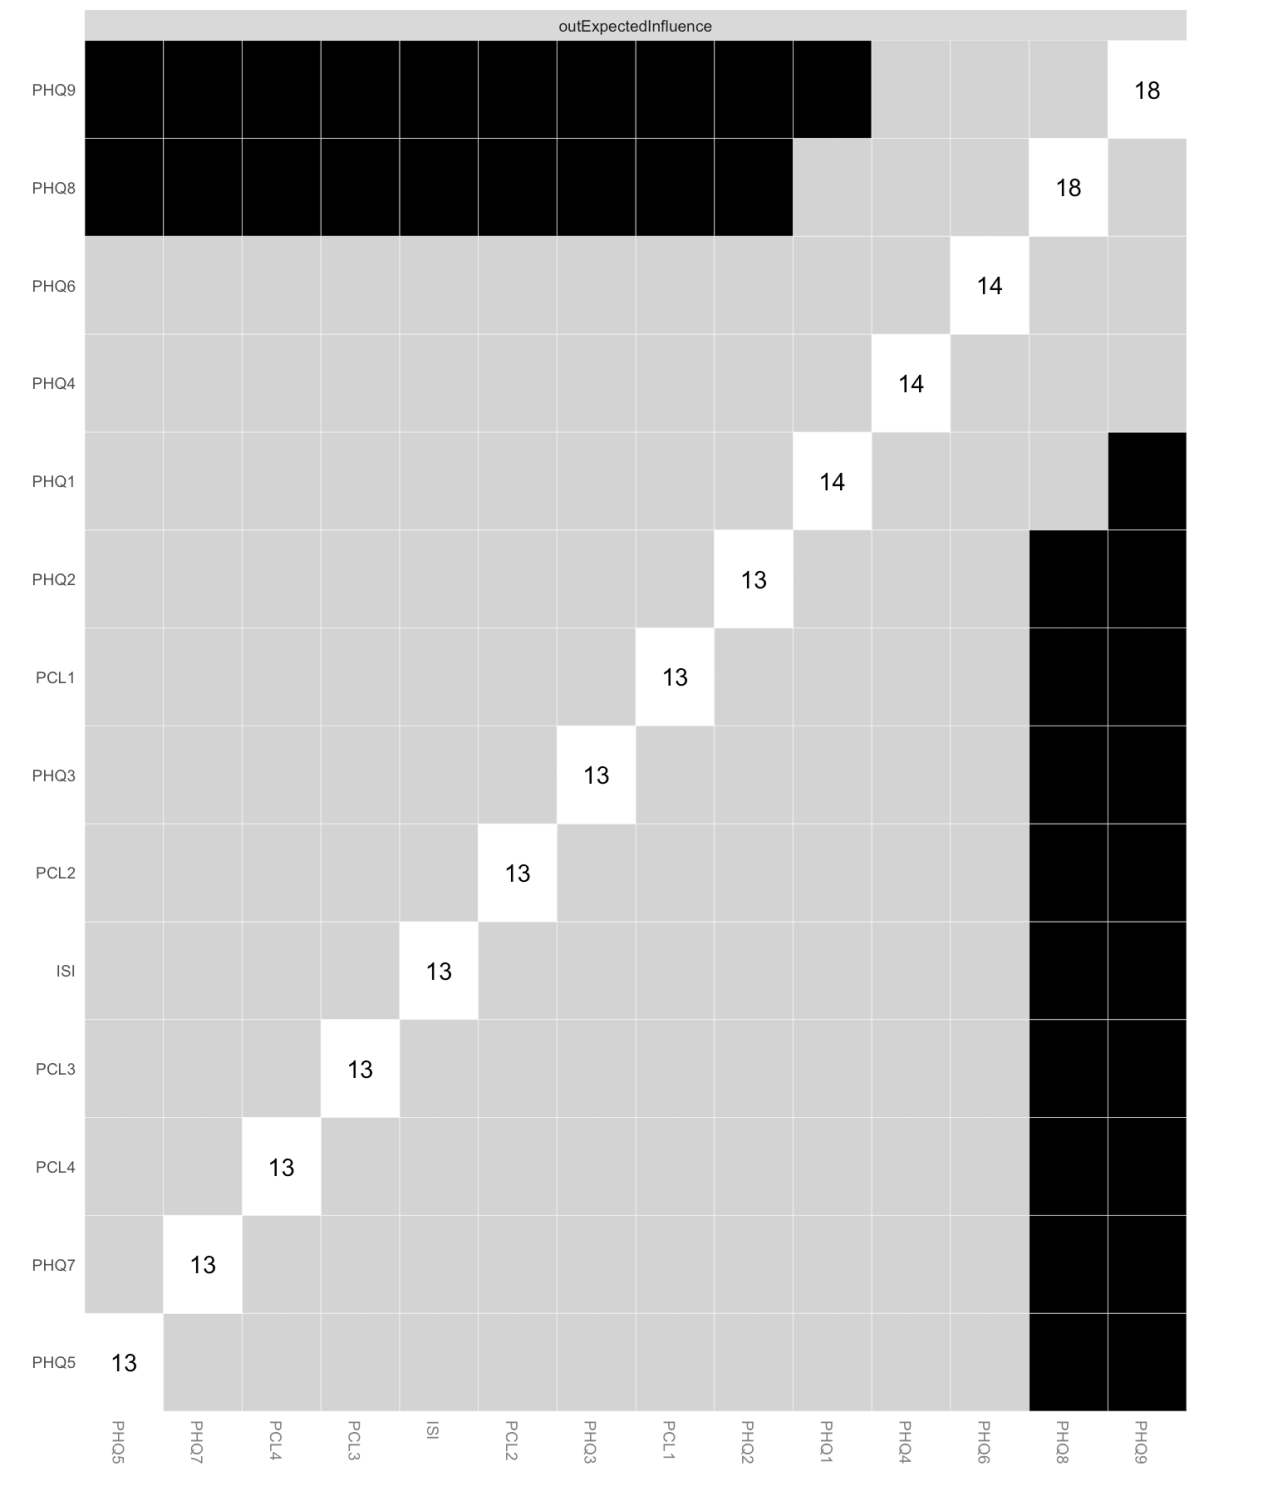 outExpectedInfluence
PHQ9 18
PHQ8 18
PHQ6 14
PHQ4 14
PHQ1 14
PHQ2 13
PCL1 13
PHQ3 13
PCL2 13
ISI 13
PCL3 13
PCL4 13
PHQ7 13
PHQ5 13
PHQ5 PHQ7 PCL4 PCL3 ISI PCL2 PHQ3 PCL1 PHQ2 PHQ1 PHQ4 PHQ6 PHQ8 PHQ9